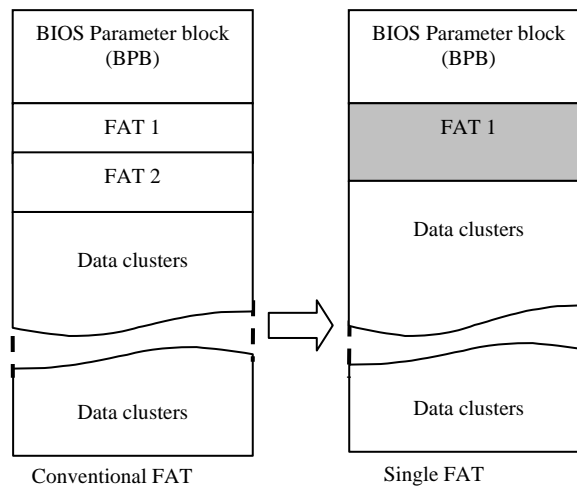 BIOS Parameter block
(BPB)
FAT 1
FAT 2
Data clusters
Data clusters
Conventional FAT
BIOS Parameter block
(BPB)
FAT 1
Data clusters
Data clusters
Single FAT